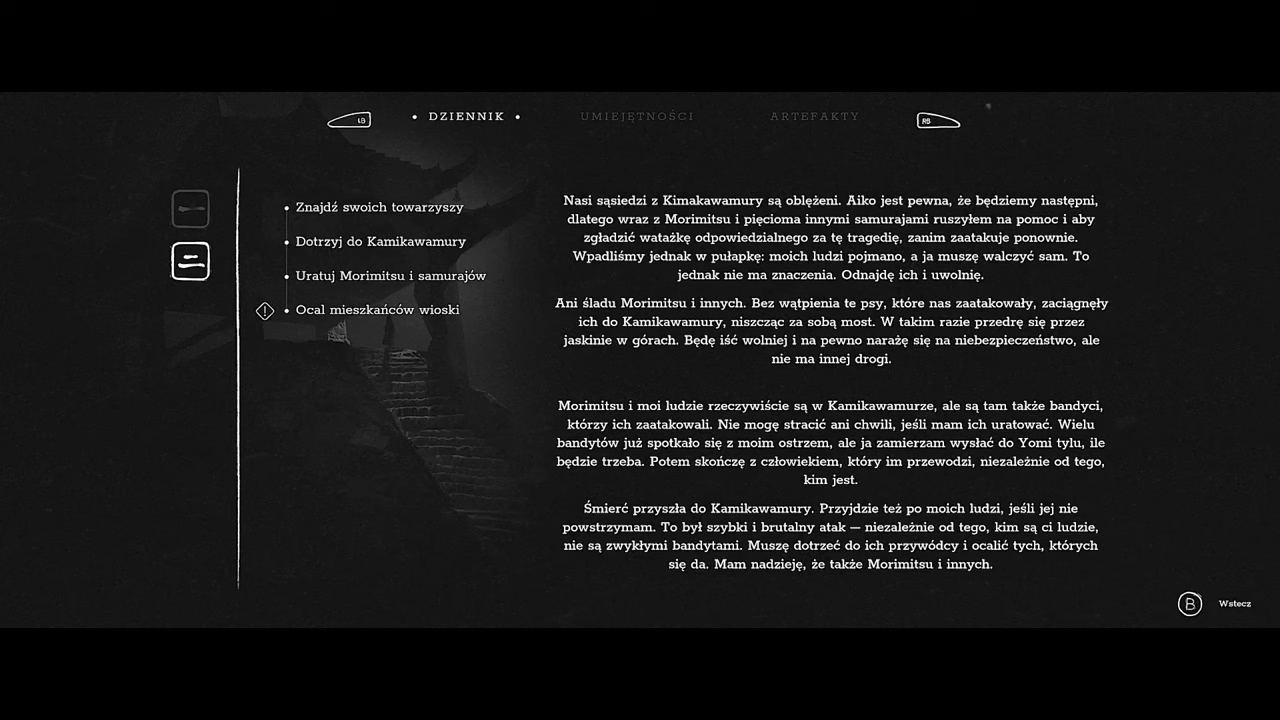 LB
DZIENNIK
UMIEJĘTNOŚCI
ARTEFAKTY
RB
一
二
Znajdź swoich towarzyszy
Dotrzyj do Kamikawamury
Uratuj Morimitsu i samurajów
! Ocal mieszkańców wioski
Nasi sąsiedzi z Kimakawamury są oblężeni. Aiko jest pewna, że będziemy następni,
dlatego wraz z Morimitsu i pięcioma innymi samurajami ruszyłem na pomoc i aby
zgładzić watażkę odpowiedzialnego za tę tragedię, zanim zaatakuje ponownie.
Wpadliśmy jednak w pułapkę: moich ludzi pojmano, a ja muszę walczyć sam. To
jednak nie ma znaczenia. Odnajdę ich i uwolnię.
Ani śladu Morimitsu i innych. Bez wątpienia te psy, które nas zaatakowały, zaciągnęły
ich do Kamikawamury, niszcząc za sobą most. W takim razie przedrę się przez
jaskinie w górach. Będę iść wolniej i na pewno narażę się na niebezpieczeństwo, ale
nie ma innej drogi.
Morimitsu i moi ludzie rzeczywiście są w Kamikawamurze, ale są tam także bandyci,
którzy ich zaatakowali. Nie mogę stracić ani chwili, jeśli mam ich uratować. Wielu
bandytów już spotkało się z moim ostrzem, ale ja zamierzam wysłać do Yomi tylu, ile
będzie trzeba. Potem skończę z człowiekiem, który im przewodzi, niezależnie od tego,
kim jest.
Śmierć przyszła do Kamikawamury. Przyjdzie też po moich ludzi, jeśli jej nie
powstrzymam. To był szybki i brutalny atak — niezależnie od tego, kim są ci ludzie,
nie są zwykłymi bandytami. Muszę dotrzeć do ich przywódcy i ocalić tych, których
się da. Mam nadzieję, że także Morimitsu i innych.
B Wstecz